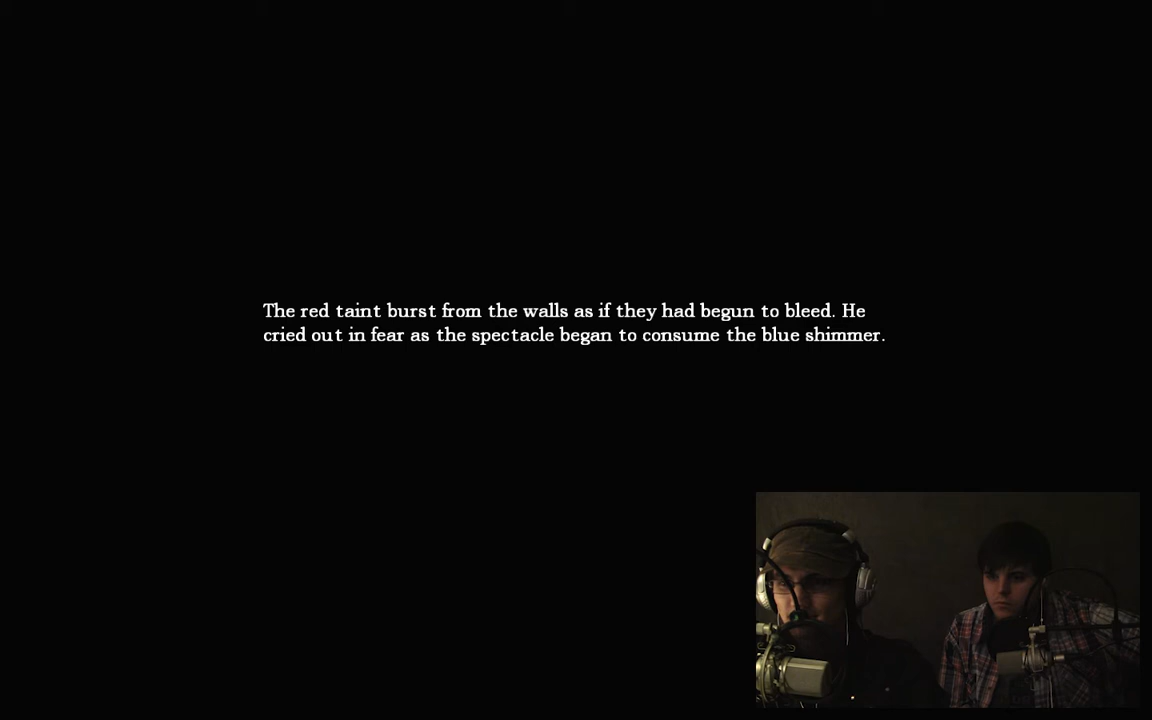 The red taint burst from the walls as if they had begun to bleed. He
cried out in fear as the spectacle began to consume the blue shimmer.